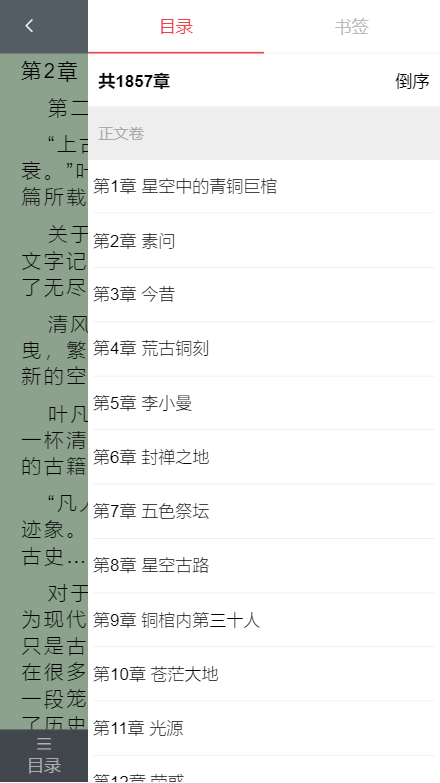 目录
书签
共1857章
倒序
正文卷
第1章 星空中的青铜巨棺
第2章 素问
第3章 今昔
第4章 荒古铜刻
第5章 李小曼
第6章 封禅之地
第7章 五色祭坛
第8章 星空古路
第9章 铜棺内第三十人
第10章 苍茫大地
第11章 光源
第12章 荧惑
第2章
第二
“上古
衰。”叶
篇所载
关于
文字记
了无尽
清风
曳，繁
新的空
叶凡
一杯清
的古籍
“凡人
迹象。
古史…
对于
为现代
只是古
在很多
一段笼
了历史
目录